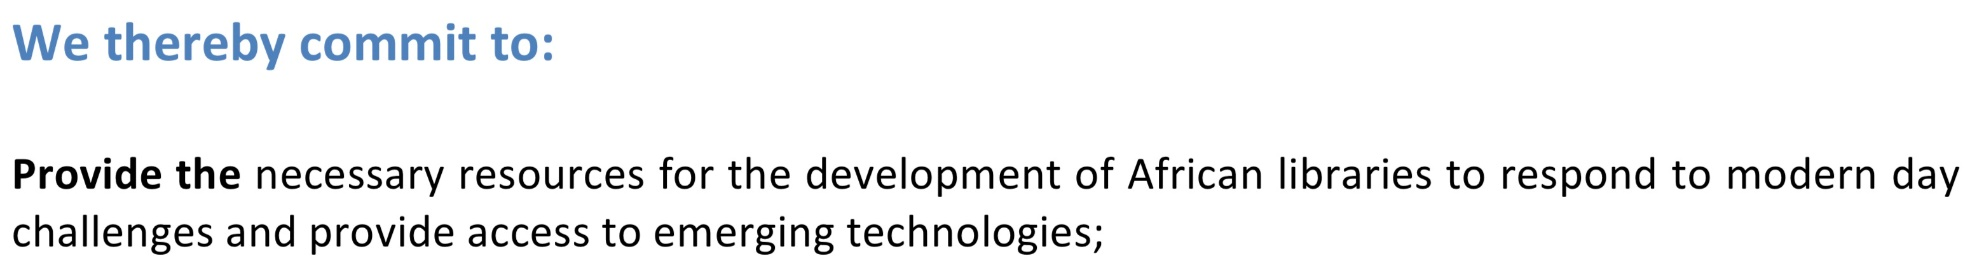 We thereby commit to:
Provide the necessary resources for the development of African libraries to respond to modern day
challenges and provide access to emerging technologies;